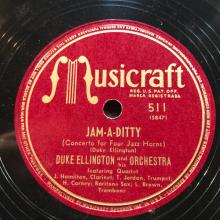 Musicraft
REG. U.S. PAT. OFF.
MARCA REGISTRADA
511
(5847)
JAM-A-DITTY
(Concerto for Four Jazz Horns)
(Duke Ellington)
DUKE ELLINGTON and his ORCHESTRA
featuring Quartet
J. Hamilton, Clarinet; T. Jordan, Trumpet;
H. Carney; Baritone Sax; L. Brown,
Trombone